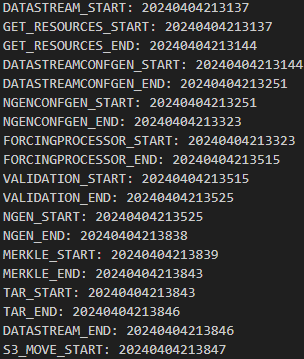 DATASTREAM_START: 20240404213137
GET_RESOURCES_START: 20240404213137
GET_RESOURCES_END: 20240404213144
DATASTREAMCONFGEN_START: 20240404213144
DATASTREAMCONFGEN_END: 20240404213251
NGENCONFGEN_START: 20240404213251
NGENCONFGEN_END: 20240404213323
FORCINGPROCESSOR_START: 20240404213323
FORCINGPROCESSOR_END: 20240404213515
VALIDATION_START: 20240404213515
VALIDATION_END: 20240404213525
NGEN_START: 20240404213525
NGEN_END: 20240404213838
MERKLE_START: 20240404213839
MERKLE_END: 20240404213843
TAR_START: 20240404213843
TAR_END: 20240404213846
DATASTREAM_END: 20240404213846
S3_MOVE_START: 20240404213847